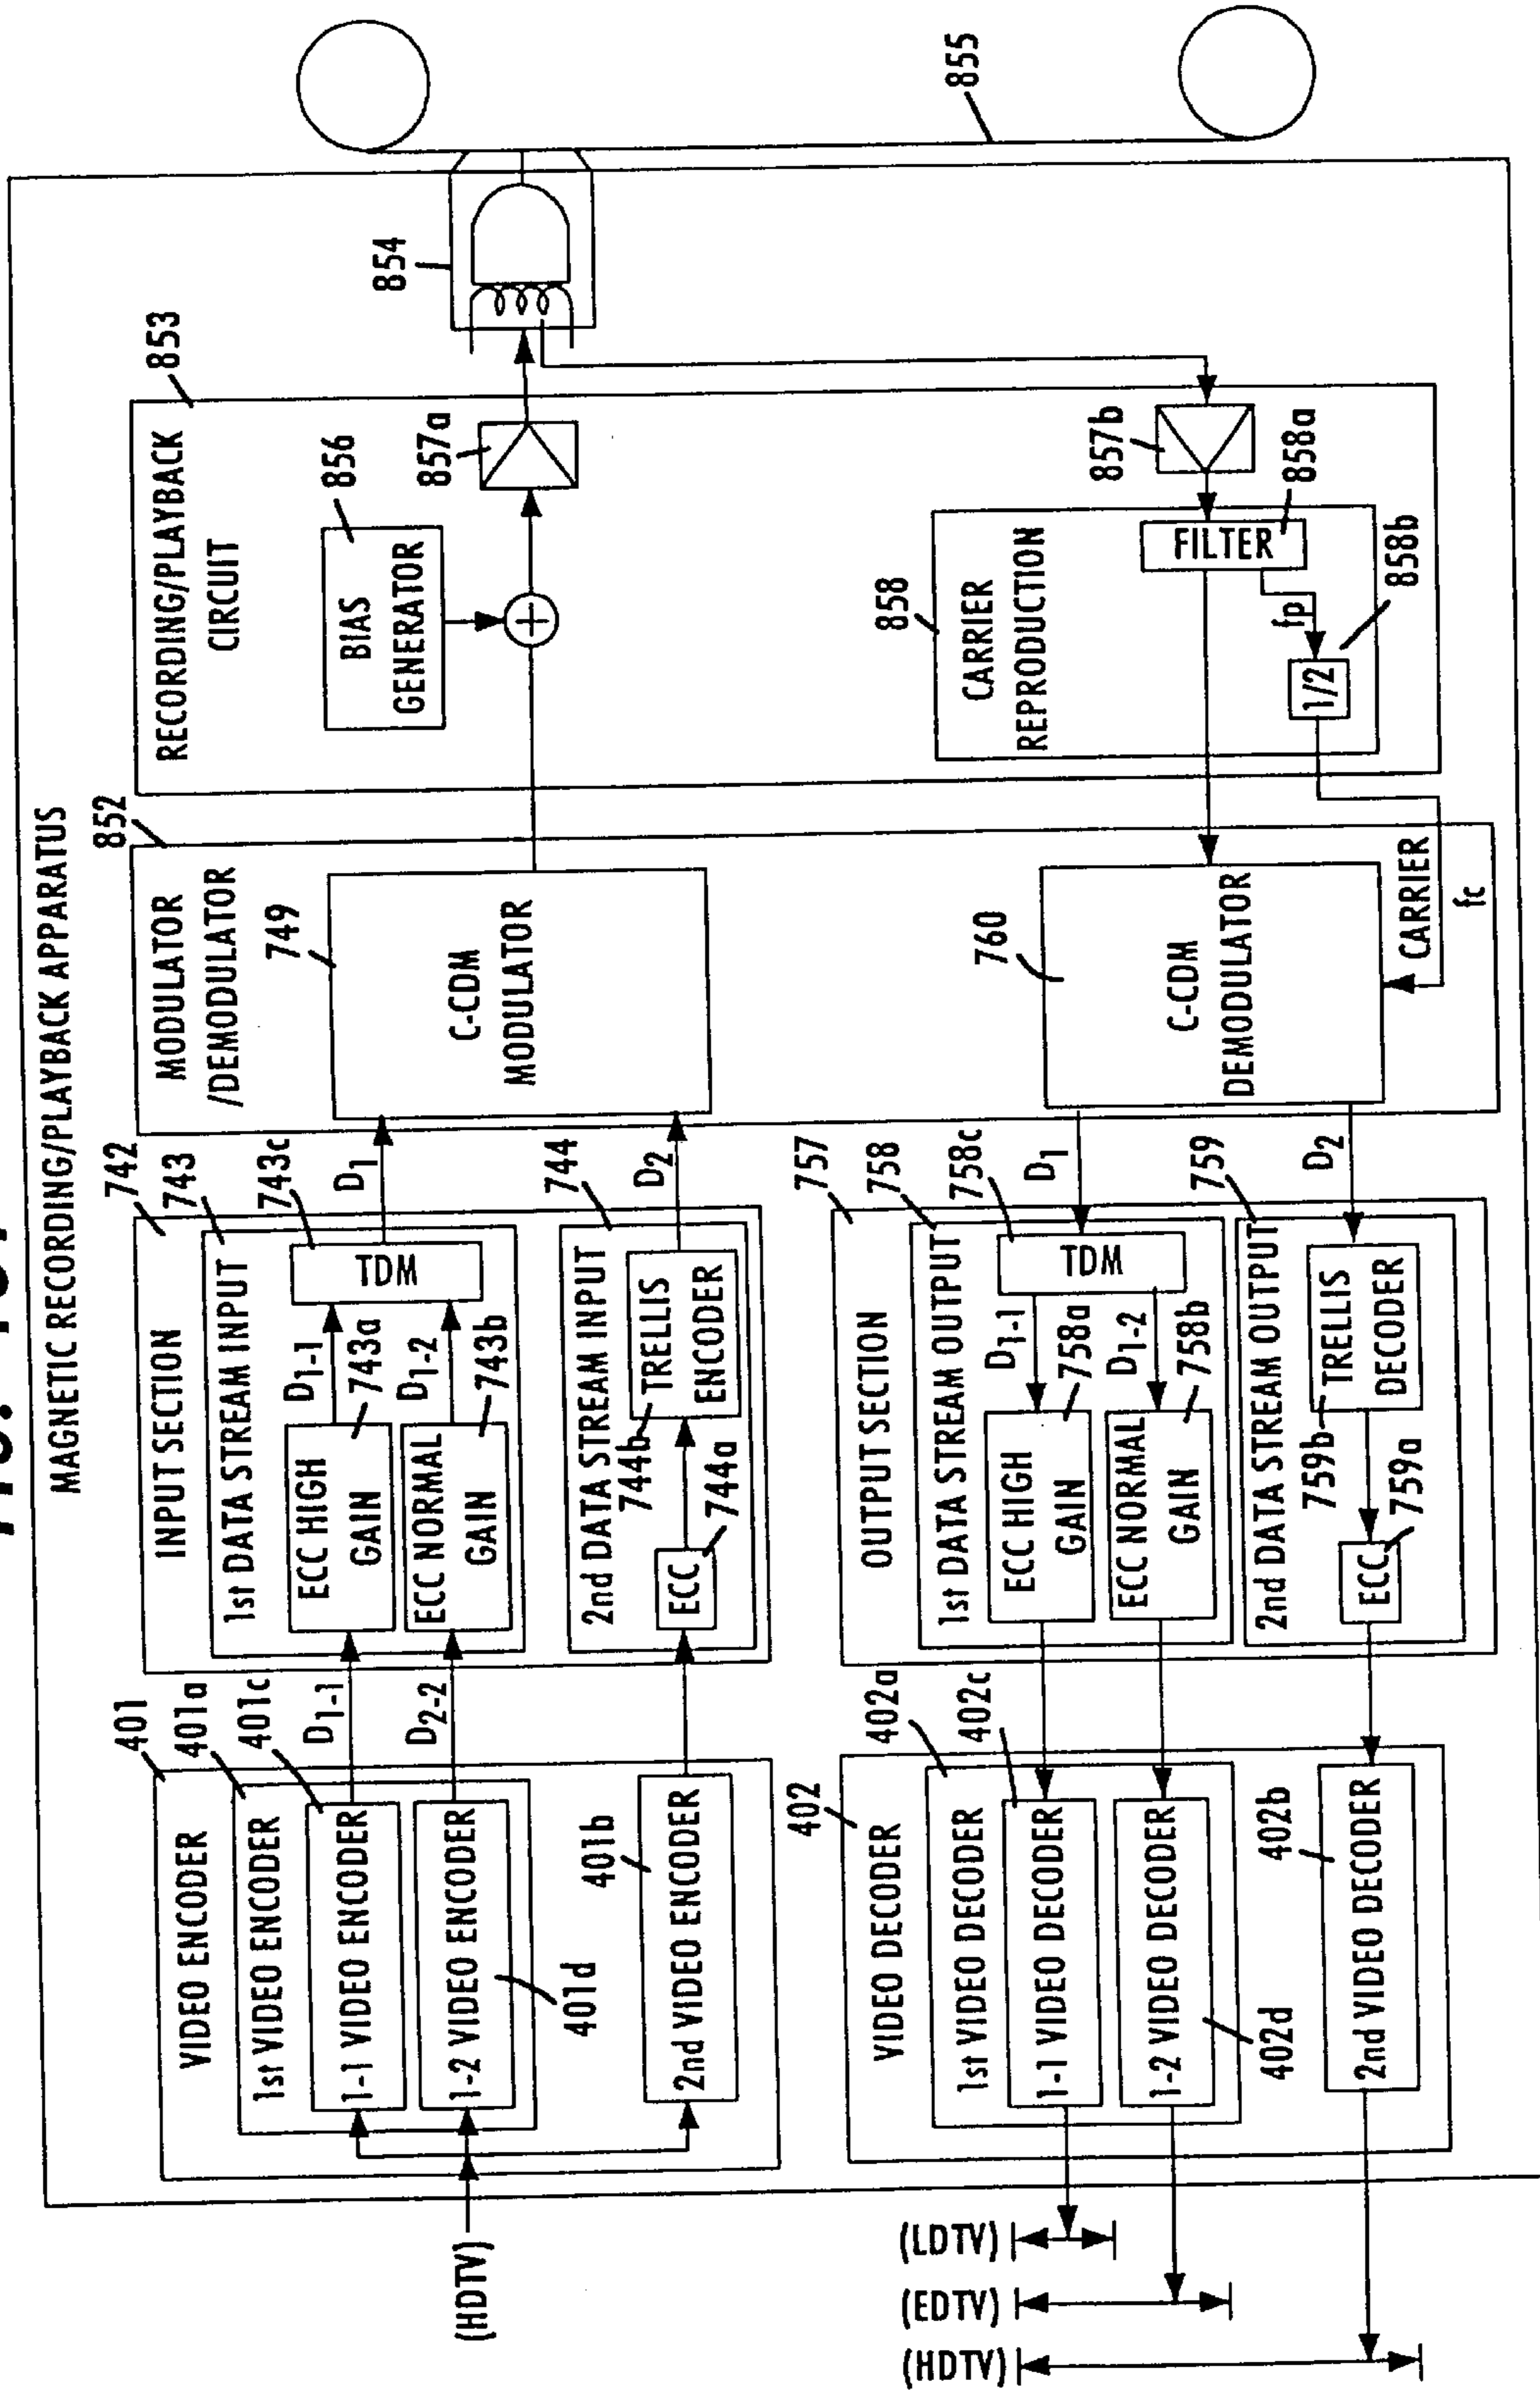 MAGNETIC RECORDING/PLAYBACK APPARATUS
(HDTV)
401
VIDEO ENCODER
401a
1st VIDEO ENCODER
401c
1-1 VIDEO ENCODER
1-2 VIDEO ENCODER
401d
401b
2nd VIDEO ENCODER
D1-1
D2-2
742
INPUT SECTION
743
1st DATA STREAM INPUT
743c
ECC HIGH
GAIN
D1-1
743a
TDM
ECC NORMAL
GAIN
D1-2
743b
D1
744
2nd DATA STREAM INPUT
744b
TRELLIS
ENCODER
ECC
744a
D2
852
MODULATOR
/DEMODULATOR
749
C-CDM
MODULATOR
853
RECORDING/PLAYBACK
CIRCUIT
856
BIAS
GENERATOR
+
857a
854
855
402
VIDEO DECODER
402a
1st VIDEO DECODER
402c
1-1 VIDEO DECODER
1-2 VIDEO DECODER
402d
402b
2nd VIDEO DECODER
(LDTV)
(EDTV)
(HDTV)
757
OUTPUT SECTION
758
1st DATA STREAM OUTPUT
758c
ECC HIGH
GAIN
D1-1
758a
TDM
ECC NORMAL
GAIN
D1-2
758b
D1
759
2nd DATA STREAM OUTPUT
759b
TRELLIS
DECODER
ECC
759a
D2
760
C-CDM
DEMODULATOR
CARRIER
fc
858
CARRIER
REPRODUCTION
857b
FILTER
858a
fp
1/2
858b